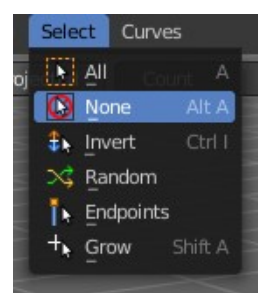 Select Curves
All A
None Alt A
Invert Ctrl I
Random
Endpoints
Grow Shift A